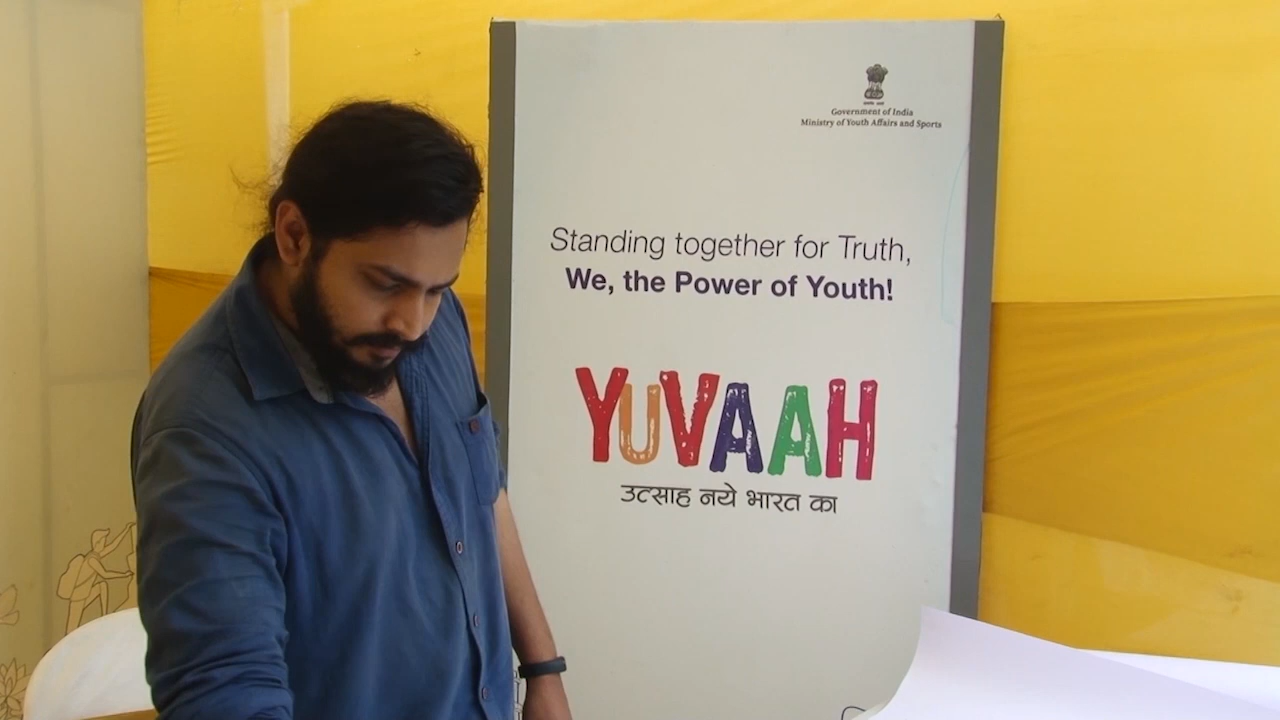 Government of India
Ministry of Youth Affairs and Sports
Standing together for Truth,
We, the Power of Youth!
YUVAAH
उत्साह नये भारत का